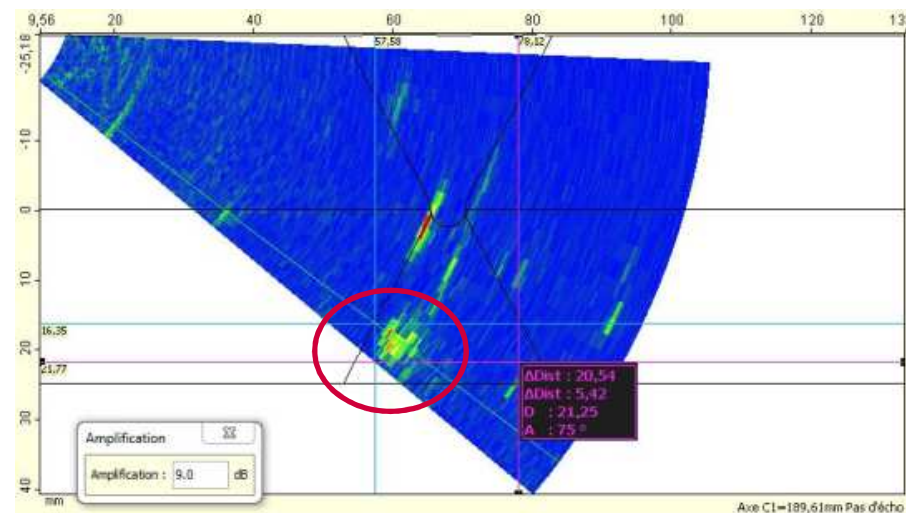 9,56 20 40 60 80 100 120 13
57,58 78,12
-25,18
-10
0
10
16,35
20
21,77
30
40
mm
ΔDist : 20,54
ΔDist : 5,42
D : 21,25
A : 75 °
Amplification
Amplification : 9.0 dB
Axe C1=189,61mm Pas d'écho